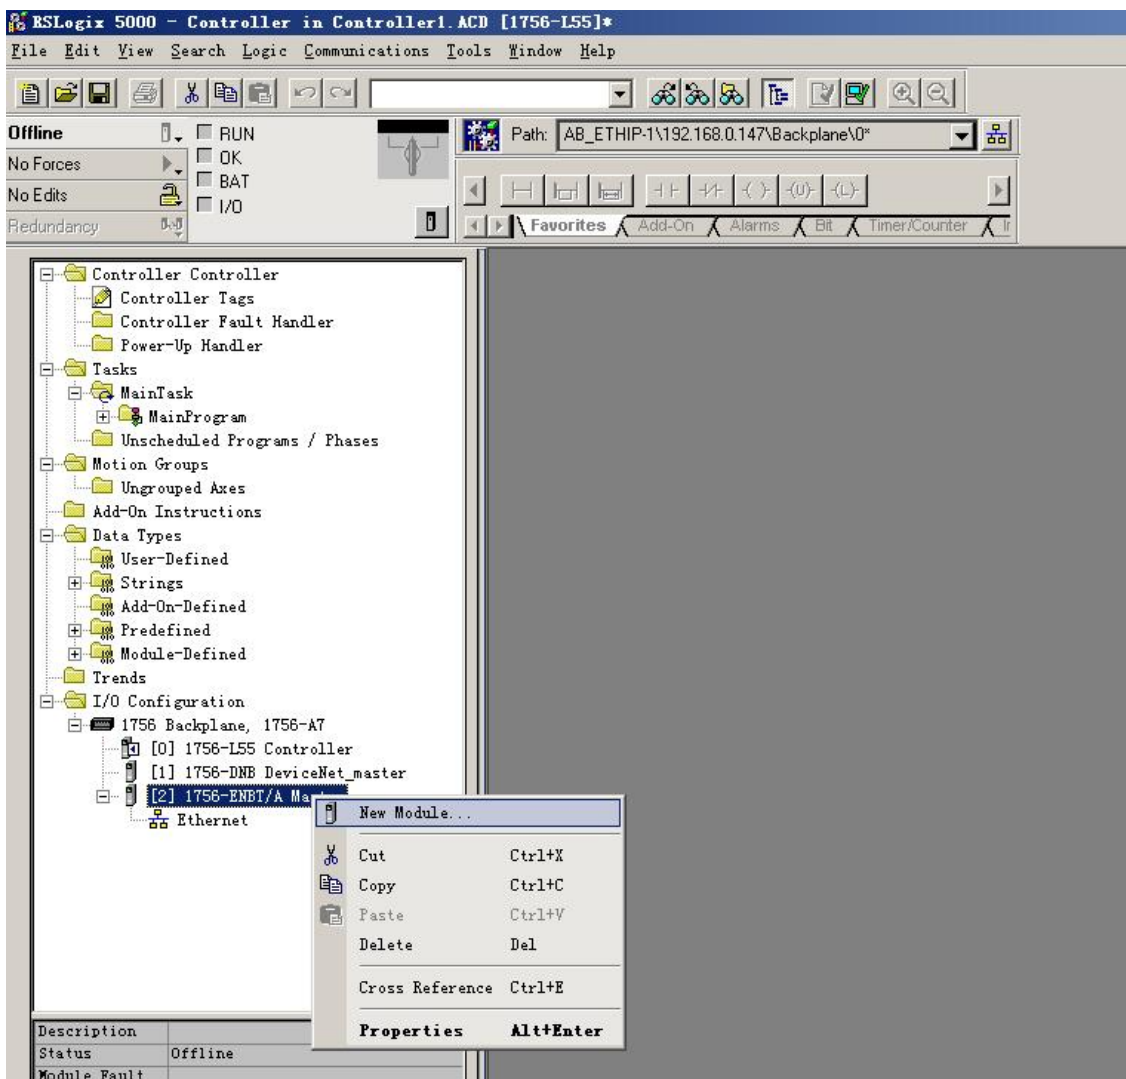 RSLogix 5000 - Controller in Controller1.ACD [1756-L55]*
File Edit View Search Logic Communications Tools Window Help
Offline
RUN
No Forces
OK
No Edits
BAT
Redundancy
I/O
Path: AB_ETHIP-1\192.168.0.147\Backplane\0*
(U) (L)
Favorites Add-On Alarms Bit Timer/Counter
Controller Controller
Controller Tags
Controller Fault Handler
Power-Up Handler
Tasks
MainTask
MainProgram
Unscheduled Programs / Phases
Motion Groups
Ungrouped Axes
Add-On Instructions
Data Types
User-Defined
Strings
Add-On-Defined
Predefined
Module-Defined
Trends
I/O Configuration
1756 Backplane, 1756-A7
[0] 1756-L55 Controller
[1] 1756-DNB DeviceNet_master
[2] 1756-ENBT/A
Ethernet
New Module...
Cut Ctrl+X
Copy Ctrl+C
Paste Ctrl+V
Delete Del
Cross Reference Ctrl+E
Properties Alt+Enter
Description
Status Offline
Module Fault